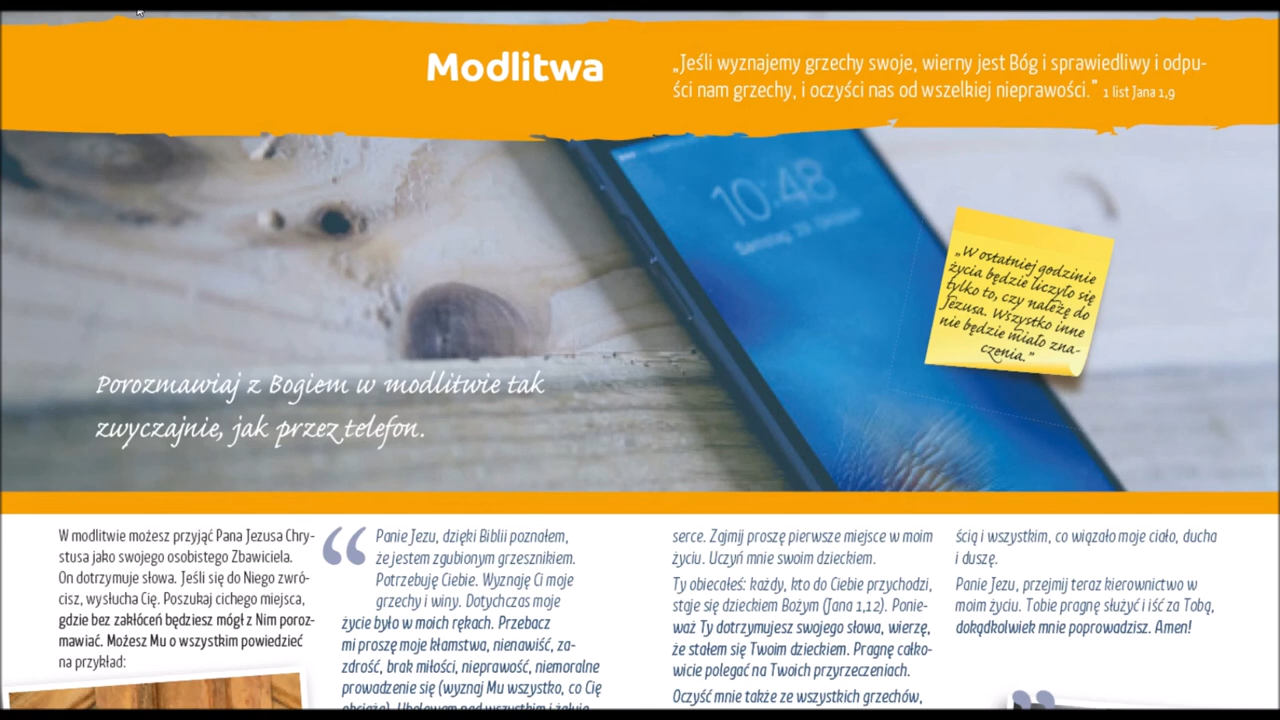 Modlitwa
„Jeśli wyznajemy grzechy swoje, wierny jest Bóg i sprawiedliwy i odpu-
ści nam grzechy, i oczyści nas od wszelkiej nieprawości.” 1 list Jana 1,9
10:48
„W ostatniej godzinie
życia będzie liczyło się
tylko to, czy należę do
Jezusa. Wszystko inne
nie będzie miało zna-
czenia.”
Porozmawiaj z Bogiem w modlitwie tak
zwyczajnie, jak przez telefon.
W modlitwie możesz przyjąć Pana Jezusa Chry-
stusa jako swojego osobistego Zbawiciela.
On dotrzymuje słowa. Jeśli się do Niego zwró-
cisz, wysłucha Cię. Poszukaj cichego miejsca,
gdzie bez zakłóceń będziesz mógł z Nim poroz-
mawiać. Możesz Mu o wszystkim powiedzieć
na przykład:
“ Panie Jezu, dzięki Biblii poznałem,
że jestem zgubionym grzesznikiem.
Potrzebuję Ciebie. Wyznaję Ci moje
grzechy i winy. Dotychczas moje
życie było w moich rękach. Przebacz
mi proszę moje kłamstwa, nienawiść, za-
zdrość, brak miłości, nieprawość, niemoralne
prowadzenie się (wyznaj Mu wszystko, co Cię
obciąża). Ubolewam nad wszystkim i żałuję
serce. Zajmij proszę pierwsze miejsce w moim
życiu. Uczyń mnie swoim dzieckiem.
Ty obiecałeś: każdy, kto do Ciebie przychodzi,
staje się dzieckiem Bożym (Jana 1,12). Ponie-
waż Ty dotrzymujesz swojego słowa, wierzę,
że stałem się Twoim dzieckiem. Pragnę całko-
wicie polegać na Twoich przyrzeczeniach.
Oczyść mnie także ze wszystkich grzechów,
ścią i wszystkim, co wiązało moje ciało, ducha
i duszę.
Panie Jezu, przejmij teraz kierownictwo w
moim życiu. Tobie pragnę służyć i iść za Tobą,
dokądkolwiek mnie poprowadzisz. Amen!
”